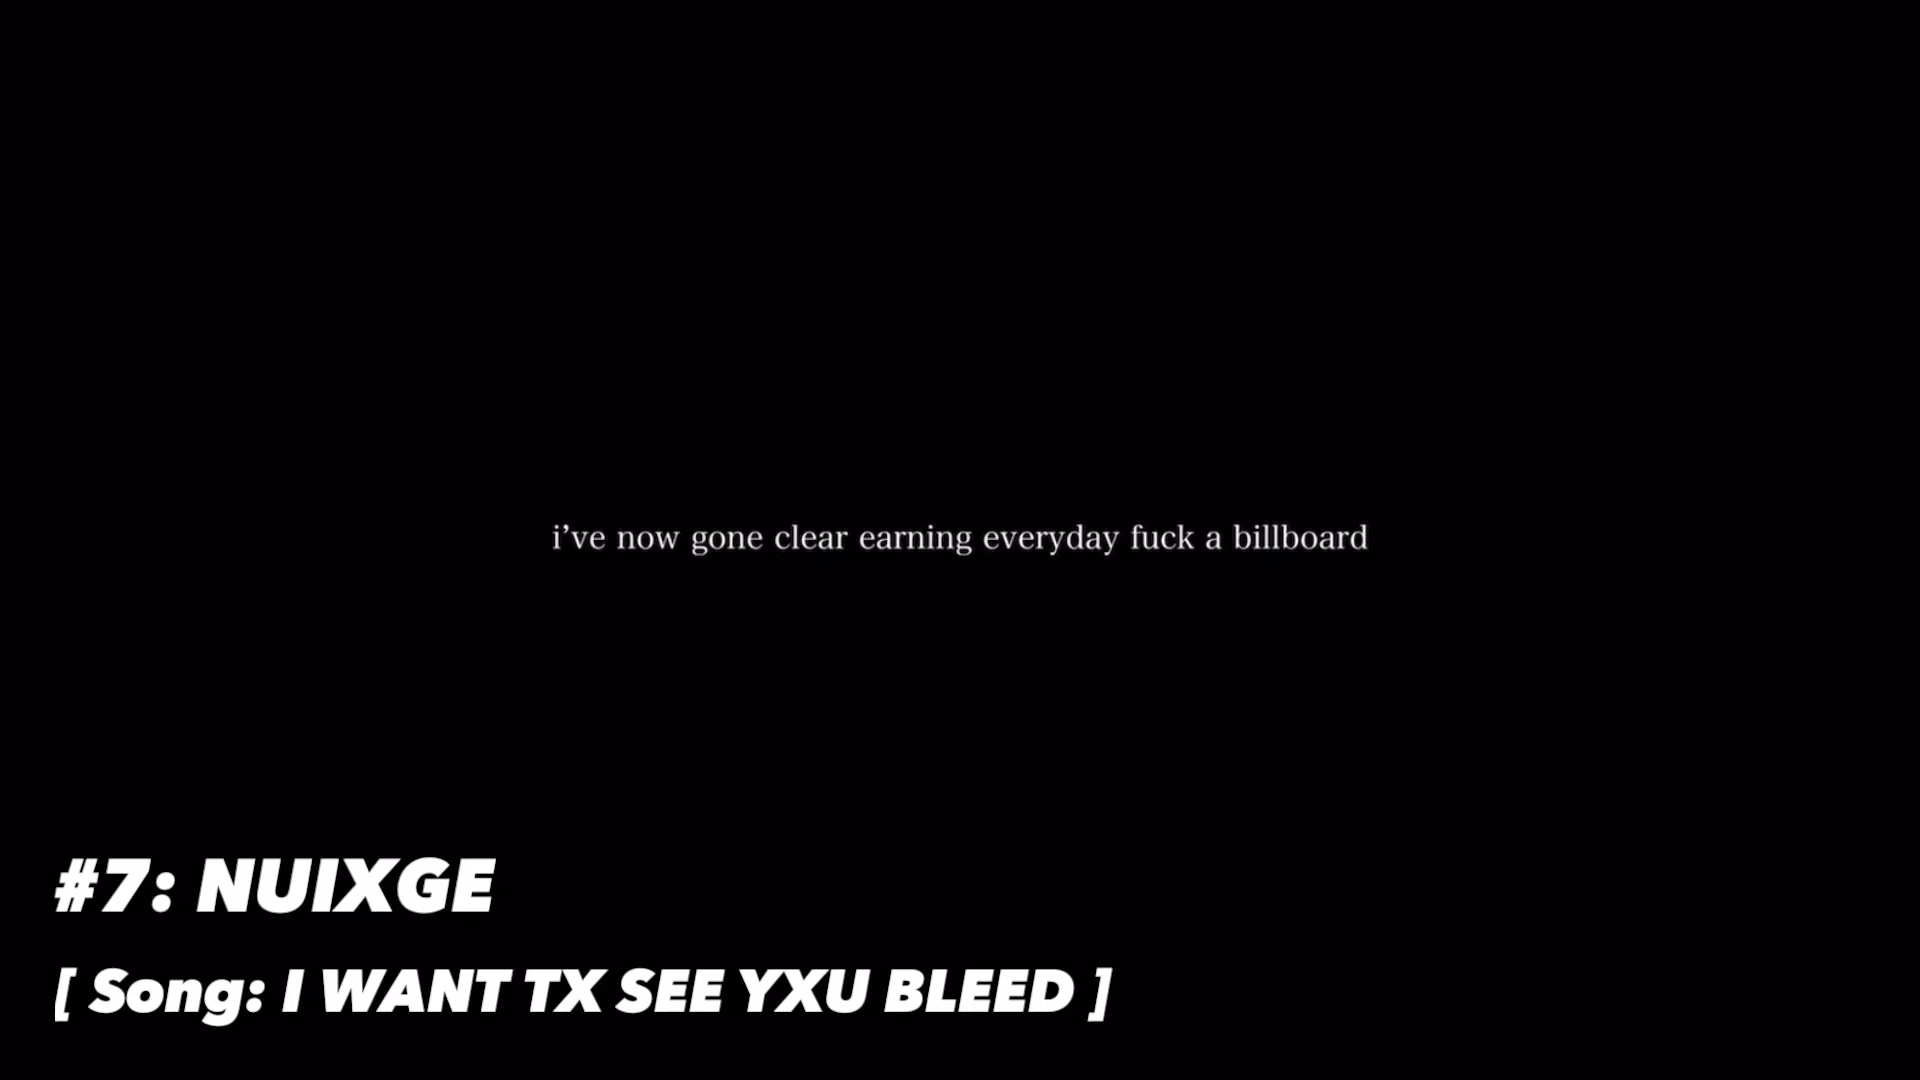 i’ve now gone clear earning everyday fuck a billboard
#7: NUIXGE
[ Song: I WANT TX SEE YXU BLEED ]